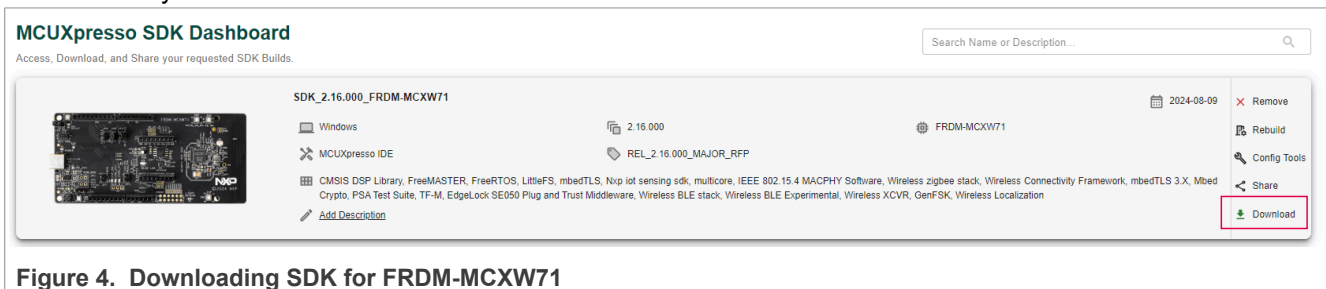 MCUXpresso SDK Dashboard
Access, Download, and Share your requested SDK Builds.
Search Name or Description...
SDK_2.16.000_FRDM-MCXW71
2024-08-09
Remove
Windows
2.16.000
FRDM-MCXW71
Rebuild
MCUXpresso IDE
REL_2.16.000_MAJOR_RFP
Config Tools
CMSIS DSP Library, FreeMASTER, FreeRTOS, LittleFS, mbedTLS, Nxp iot sensing sdk, multicore, IEEE 802.15.4 MACPHY Software, Wireless zigbee stack, Wireless Connectivity Framework, mbedTLS 3.X, Mbed
Crypto, PSA Test Suite, TF-M, EdgeLock SE050 Plug and Trust Middleware, Wireless BLE stack, Wireless BLE Experimental, Wireless XCVR, GenFSK, Wireless Localization
Share
Add Description
Download
FRDM-MCXW71
NXP
Figure 4. Downloading SDK for FRDM-MCXW71